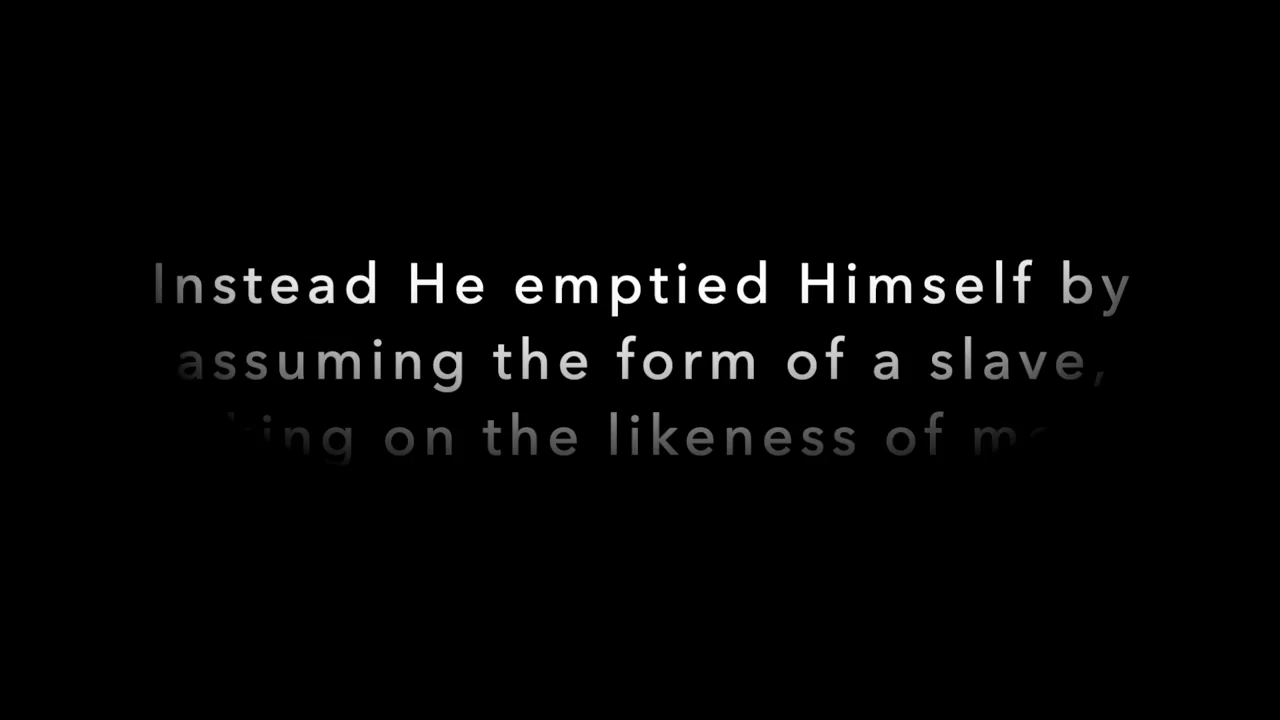 Instead He emptied Himself by
assuming the form of a slave,
on the likeness of